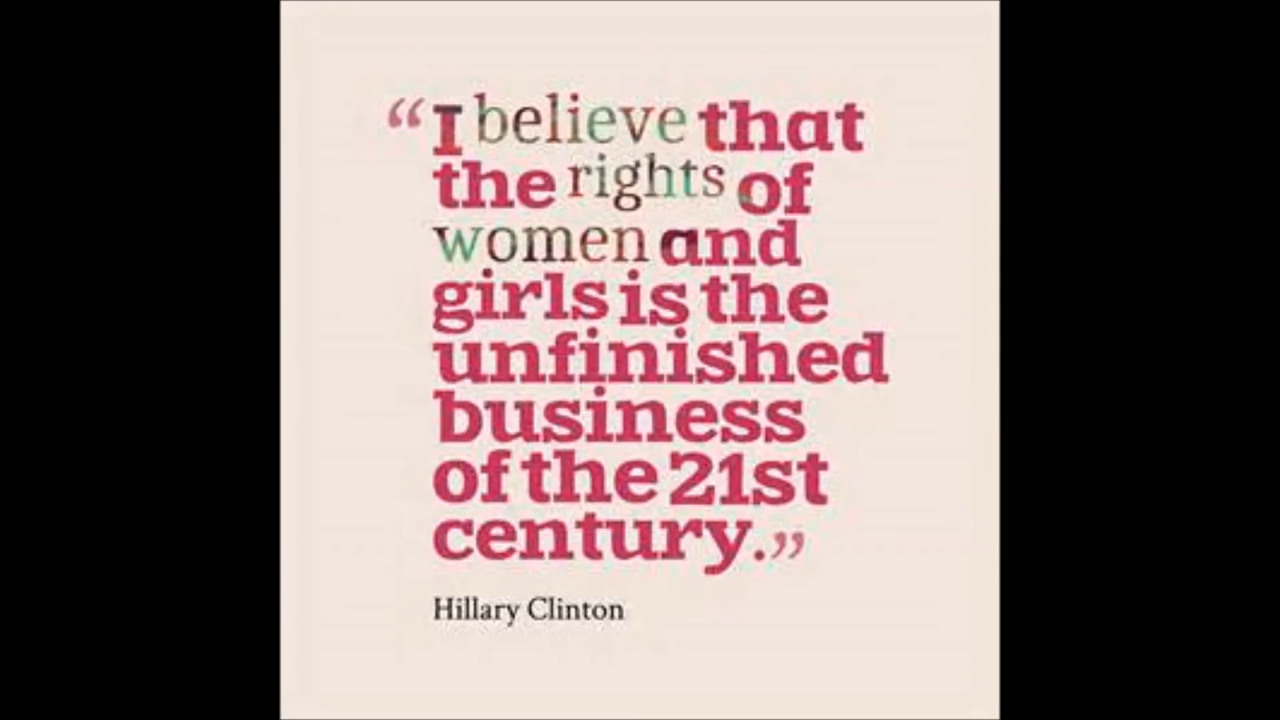 “I believe that
the rights of
women and
girls is the
unfinished
business
of the 21st
century.”
Hillary Clinton